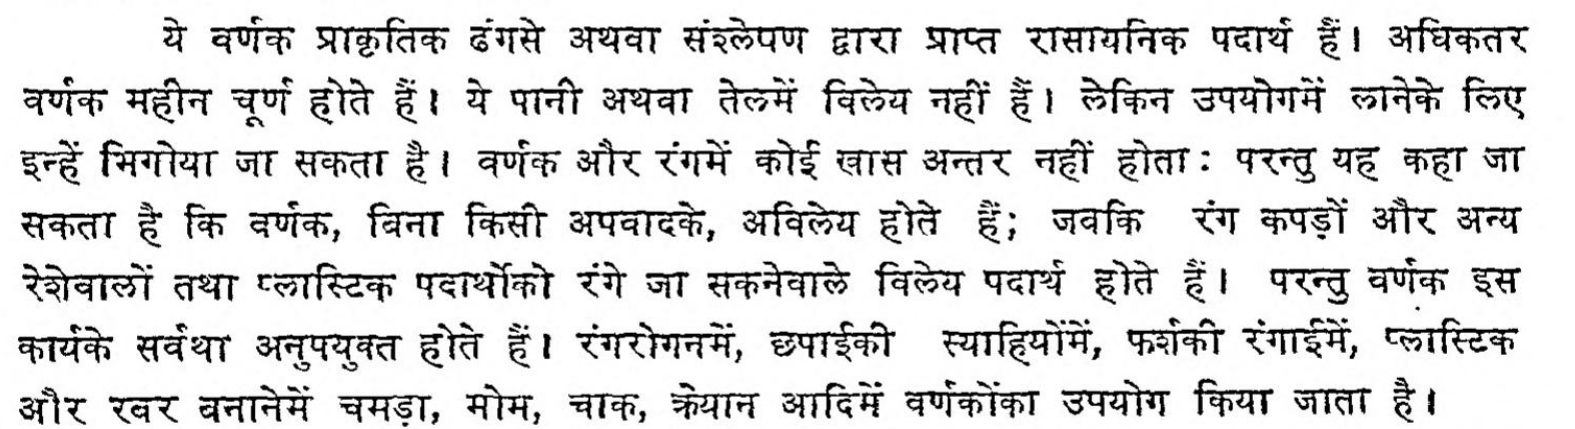 ये वर्णक प्राकृतिक ढंगसे अथवा संश्लेषण द्वारा प्राप्त रासायनिक पदार्थ हैं। अधिकतर
वर्णक महीन चूर्ण होते हैं। ये पानी अथवा तेलमें विलेय नहीं हैं। लेकिन उपयोगमें लानेके लिए
इन्हें भिगोया जा सकता है। वर्णक और रंगमें कोई खास अन्तर नहीं होता: परन्तु यह कहा जा
सकता है कि वर्णक, बिना किसी अपवादके, अविलेय होते हैं; जबकि रंग कपड़ों और अन्य
रेशेवालों तथा प्लास्टिक पदार्थोंको रंगे जा सकनेवाले विलेय पदार्थ होते हैं। परन्तु वर्णक इस
कार्यके सर्वथा अनुपयुक्त होते हैं। रंगरोगनमें, छपाईकी स्याहियोंमें, फर्शकी रंगाईमें, प्लास्टिक
और रबर बनानेमें चमड़ा, मोम, चाक, क्रेयान आदिमें वर्णकोंका उपयोग किया जाता है।